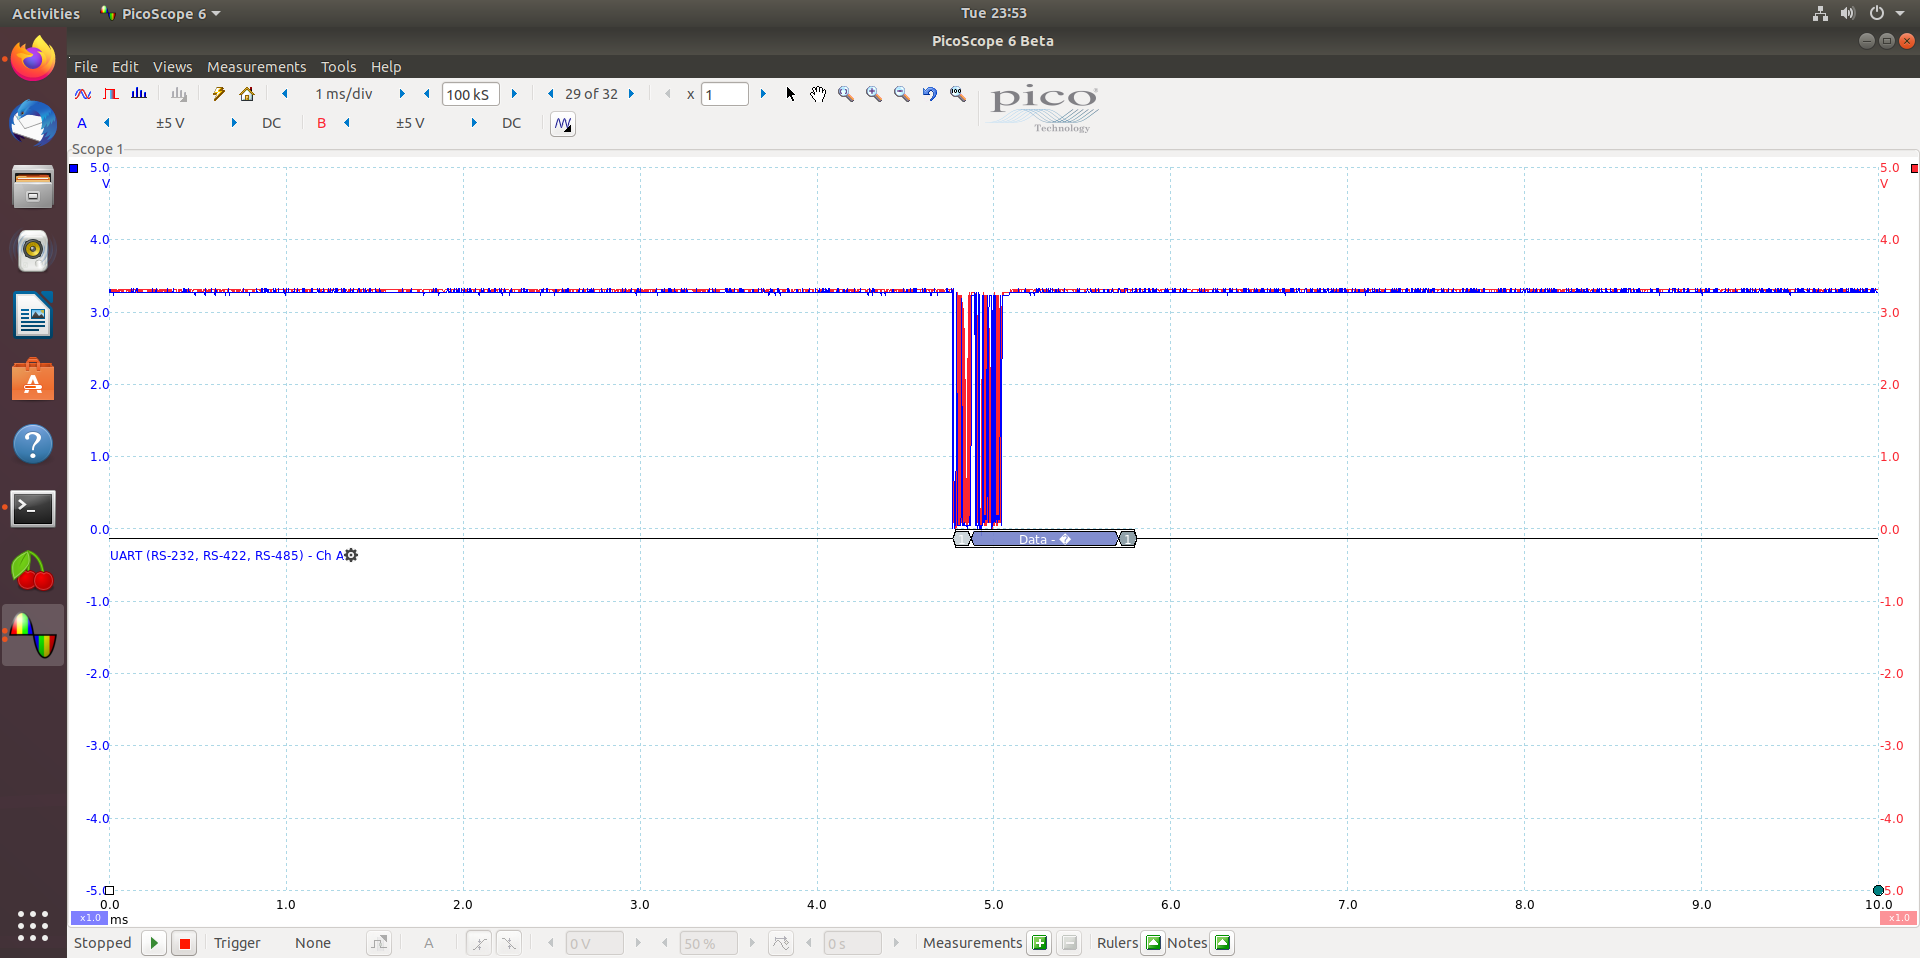 Activities PicoScope 6 Tue 23:53
PicoScope 6 Beta
File Edit Views Measurements Tools Help
1 ms/div 100 kS 29 of 32 x 1
pico
Technology
A ±5 V DC B ±5 V DC
Scope 1
5.0 5.0
V V
4.0 4.0
3.0 3.0
2.0 2.0
1.0 1.0
0.0 0.0
1 Data - � 1
UART (RS-232, RS-422, RS-485) - Ch A
-1.0 -1.0
-2.0 -2.0
-3.0 -3.0
-4.0 -4.0
-5.0 5.0
0.0 1.0 2.0 3.0 4.0 5.0 6.0 7.0 8.0 9.0 10.0
x1.0 ms x1.0
Stopped Trigger None A 0 V 50 % 0 s Measurements Rulers Notes